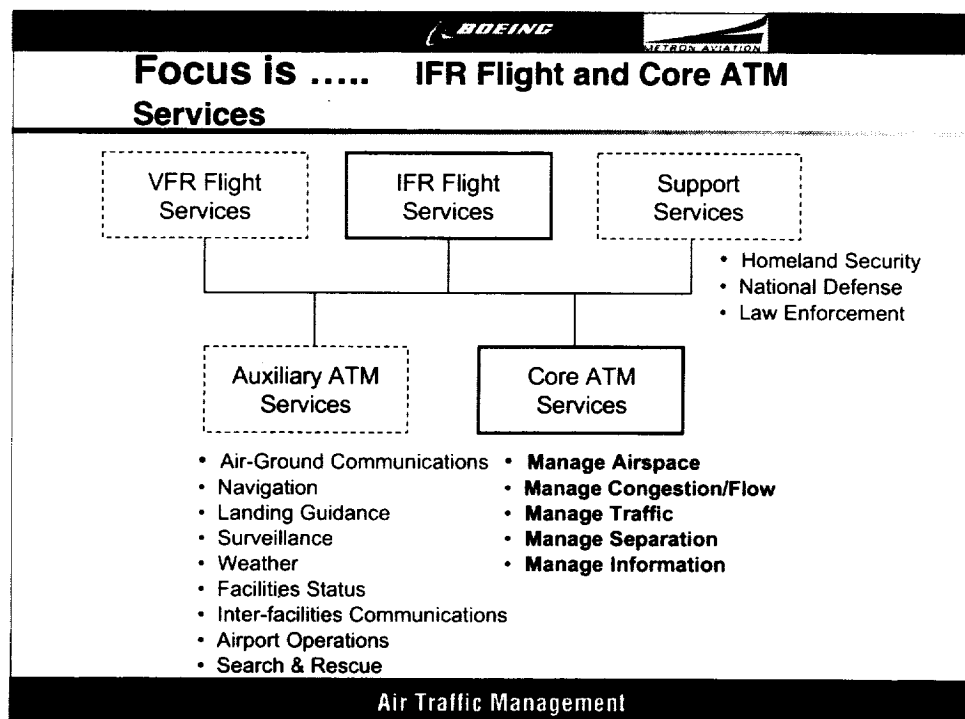 BOEING
METRON AVIATION
Focus is ..... IFR Flight and Core ATM
Services
VFR Flight
Services
IFR Flight
Services
Support
Services
• Homeland Security
• National Defense
• Law Enforcement
Auxiliary ATM
Services
Core ATM
Services
• Air-Ground Communications
• Navigation
• Landing Guidance
• Surveillance
• Weather
• Facilities Status
• Inter-facilities Communications
• Airport Operations
• Search & Rescue
• Manage Airspace
• Manage Congestion/Flow
• Manage Traffic
• Manage Separation
• Manage Information
Air Traffic Management